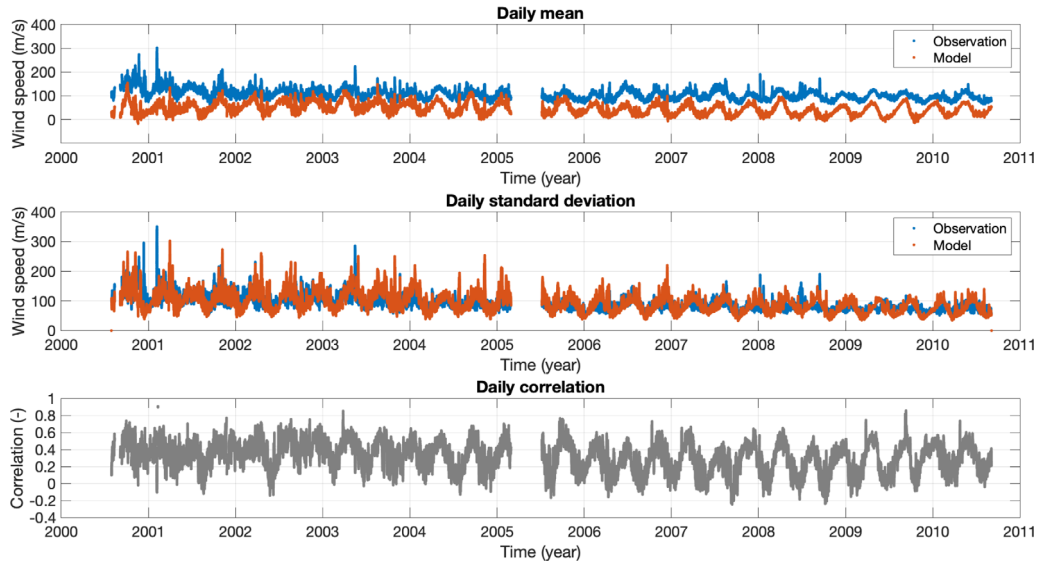 Daily mean
Wind speed (m/s)
400
300
200
100
0
Observation
Model
2000 2001 2002 2003 2004 2005 2006 2007 2008 2009 2010 2011
Time (year)
Daily standard deviation
Wind speed (m/s)
400
300
200
100
0
Observation
Model
2000 2001 2002 2003 2004 2005 2006 2007 2008 2009 2010 2011
Time (year)
Daily correlation
Correlation (-)
1
0.8
0.6
0.4
0.2
0
-0.2
-0.4
2000 2001 2002 2003 2004 2005 2006 2007 2008 2009 2010 2011
Time (year)